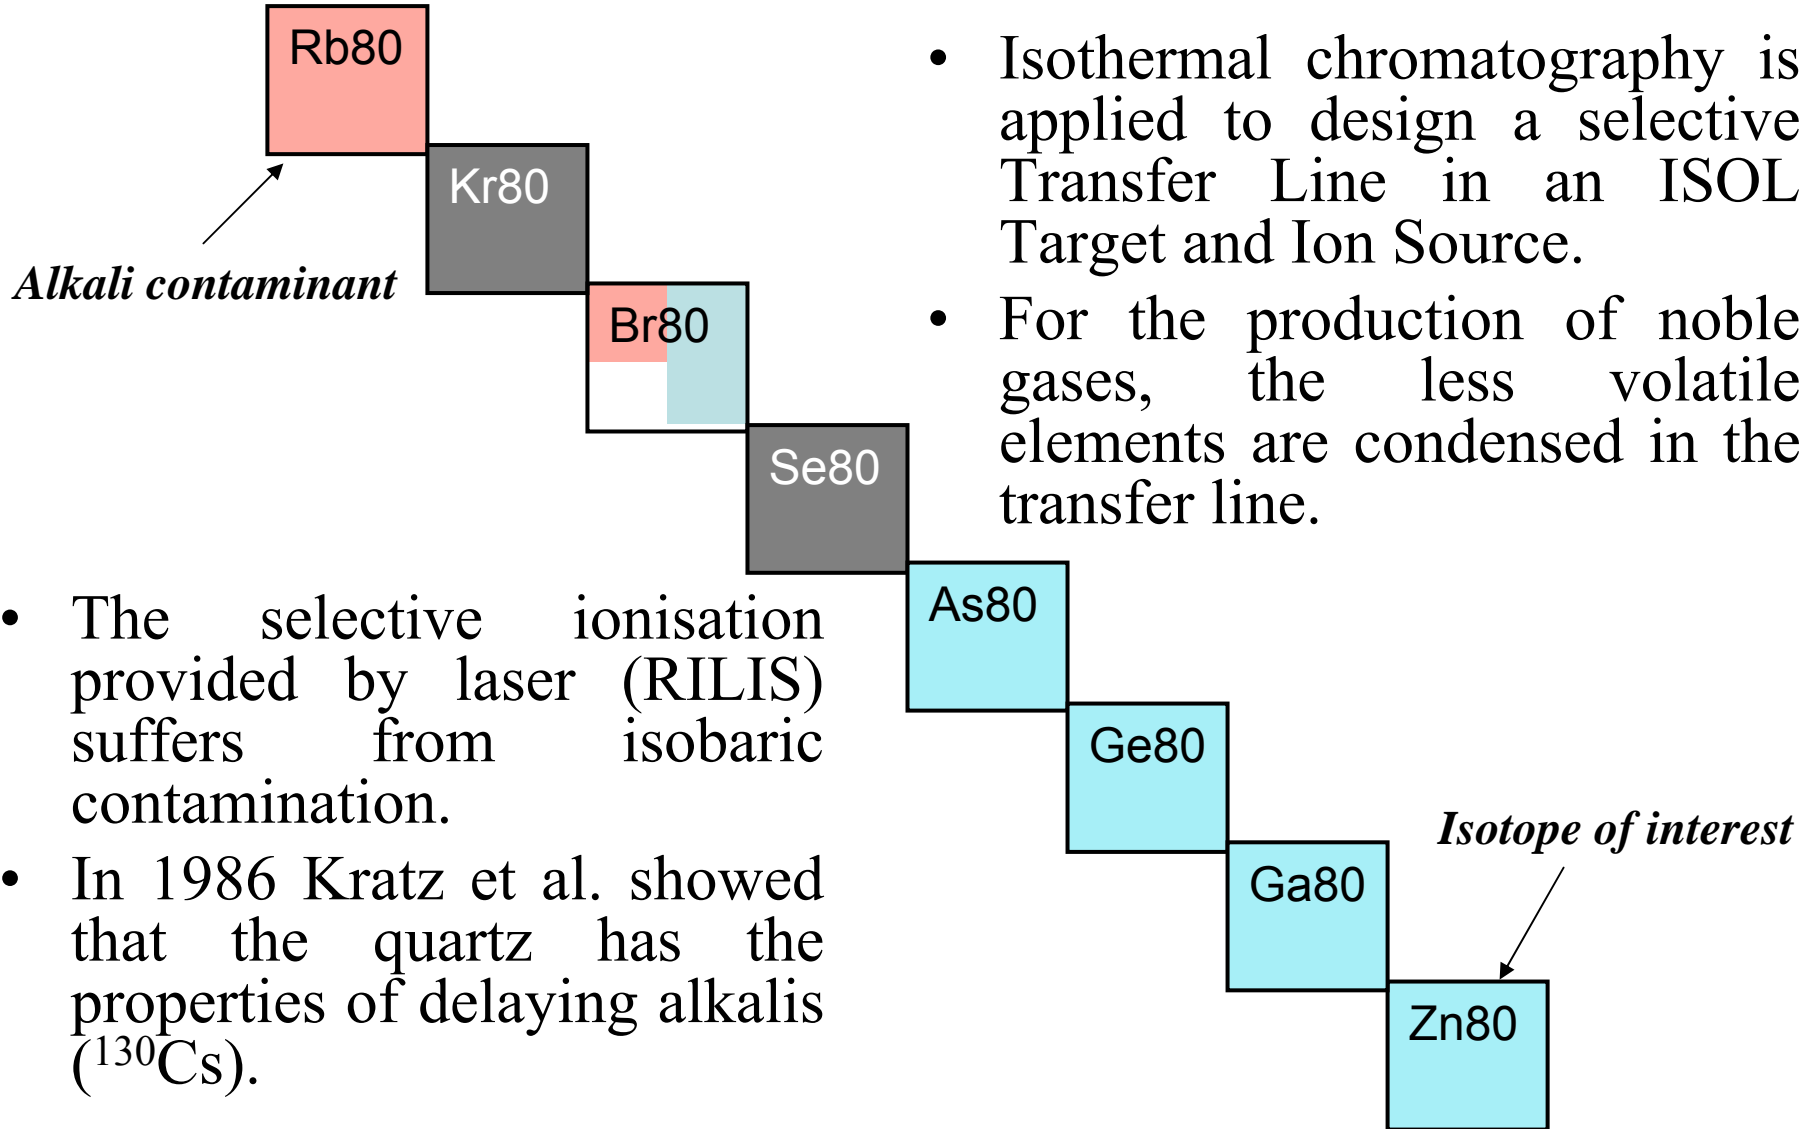 Rb80
Kr80
Alkali contaminant
Br80
Se80
As80
Ge80
Ga80
Zn80
Isotope of interest
• Isothermal chromatography is
applied to design a selective
Transfer Line in an ISOL
Target and Ion Source.
• For the production of noble
gases, the less volatile
elements are condensed in the
transfer line.
• The selective ionisation
provided by laser (RILIS)
suffers from isobaric
contamination.
• In 1986 Kratz et al. showed
that the quartz has the
properties of delaying alkalis
(¹³⁰Cs).